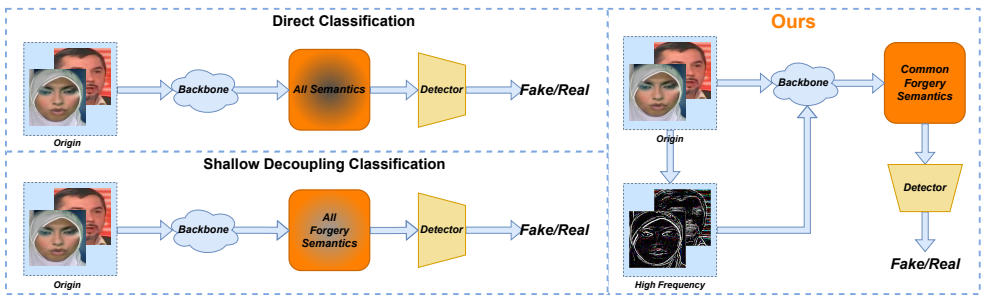 Direct Classification
Origin
Backbone
All Semantics
Detector
Fake/Real
Shallow Decoupling Classification
Origin
Backbone
All
Forgery
Semantics
Detector
Fake/Real
Ours
Origin
Backbone
Common
Forgery
Semantics
High Frequency
Detector
Fake/Real